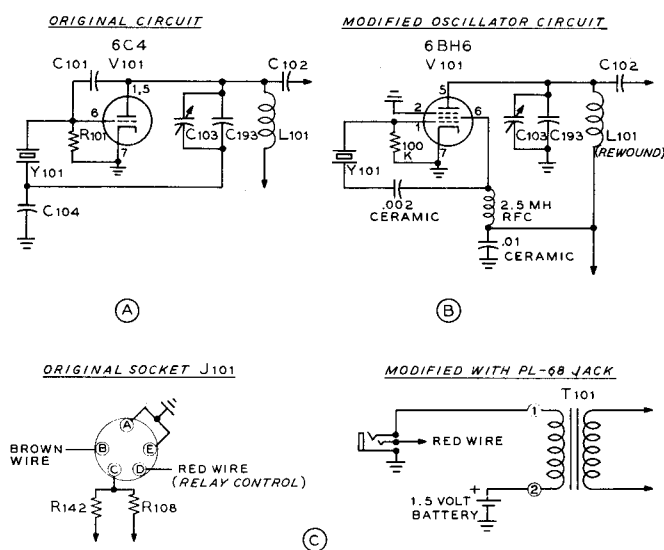 ORIGINAL CIRCUIT
6C4
V101
C101
C102
1,5
6
R101
7
C103
C193
L101
Y101
C104
A
MODIFIED OSCILLATOR CIRCUIT
6BH6
V101
C102
5
2
1
6
7
100
K
C103
C193
L101
(REWOUND)
Y101
.002
CERAMIC
2.5 MH
RFC
.01
CERAMIC
B
ORIGINAL SOCKET J101
A
B
E
C
D
BROWN
WIRE
RED WIRE
(RELAY CONTROL)
R142
R108
C
MODIFIED WITH PL-68 JACK
T101
1
RED WIRE
2
+
1.5 VOLT
BATTERY